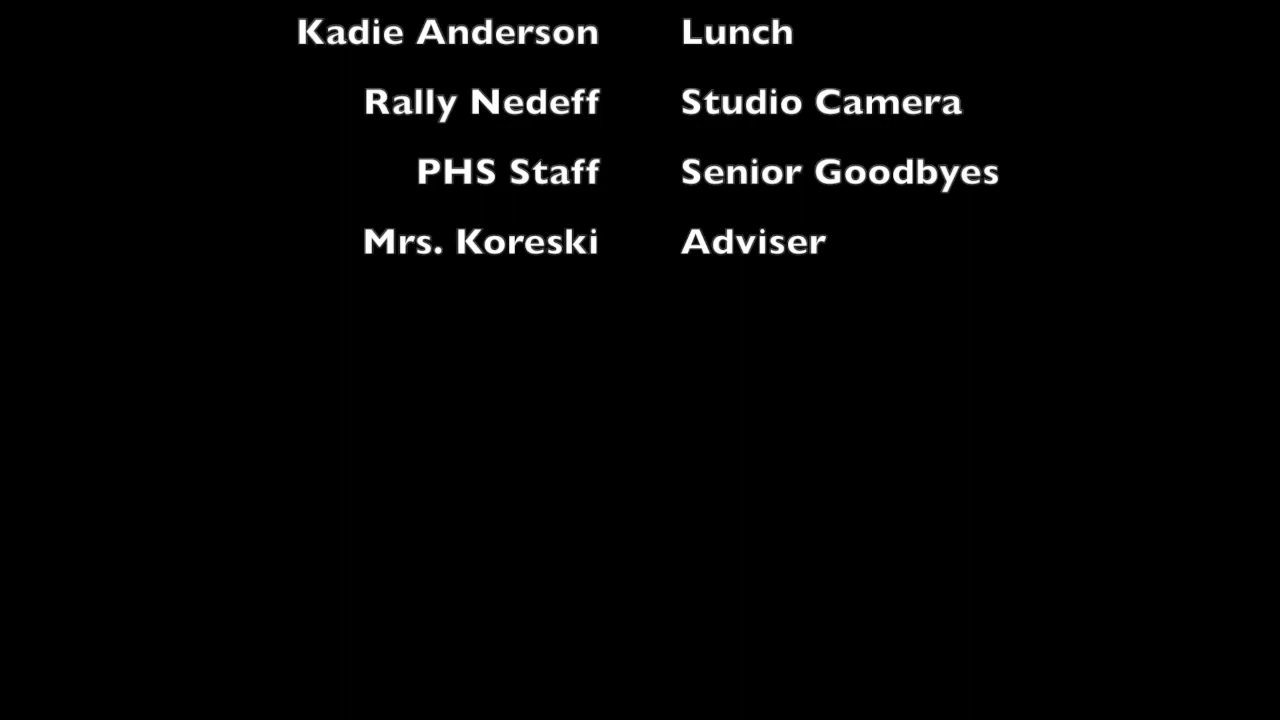 Kadie Anderson Lunch
Rally Nedeff Studio Camera
PHS Staff Senior Goodbyes
Mrs. Koreski Adviser